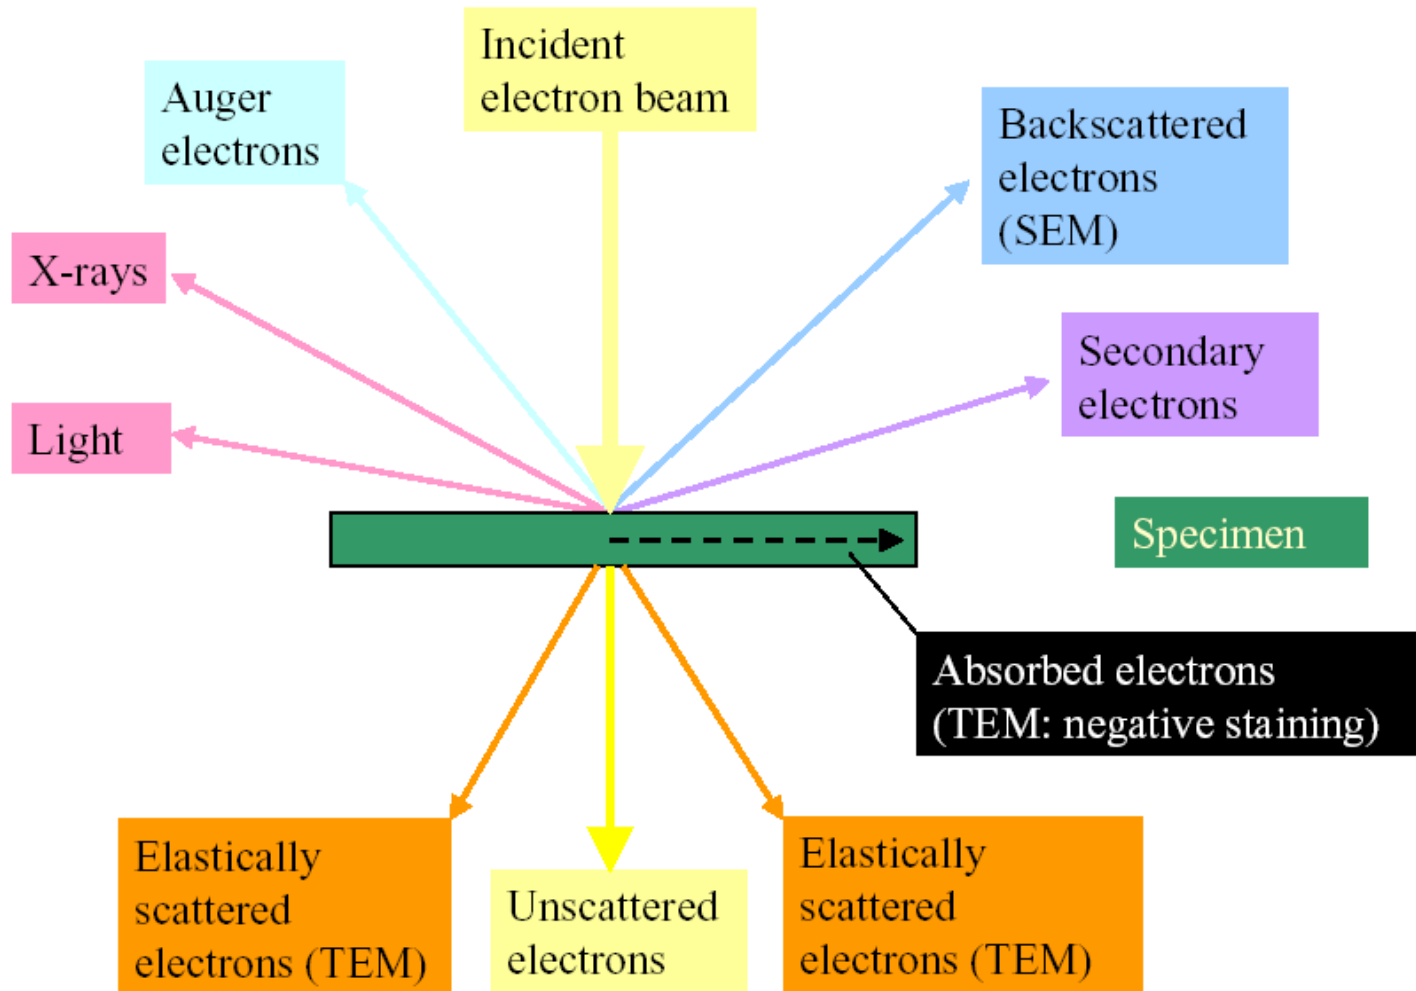 Incident
electron beam
Auger
electrons
Backscattered
electrons
(SEM)
X-rays
Secondary
electrons
Light
Specimen
Absorbed electrons
(TEM: negative staining)
Elastically
scattered
electrons (TEM)
Unscattered
electrons
Elastically
scattered
electrons (TEM)